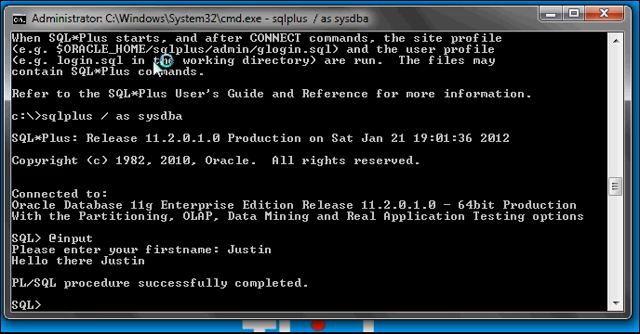 Administrator: C:\Windows\System32\cmd.exe - sqlplus / as sysdba
When SQL*Plus starts, and after CONNECT commands, the site profile
(e.g. $ORACLE_HOME/sqlplus/admin/glogin.sql) and the user profile
(e.g. login.sql in the working directory) are run.  The files may
contain SQL*Plus commands.
Refer to the SQL*Plus User's Guide and Reference for more information.
c:\>sqlplus / as sysdba
SQL*Plus: Release 11.2.0.1.0 Production on Sat Jan 21 19:01:36 2012
Copyright (c) 1982, 2010, Oracle.  All rights reserved.
Connected to:
Oracle Database 11g Enterprise Edition Release 11.2.0.1.0 - 64bit Production
With the Partitioning, OLAP, Data Mining and Real Application Testing options
SQL> @input
Please enter your firstname: Justin
Hello there Justin
PL/SQL procedure successfully completed.
SQL>